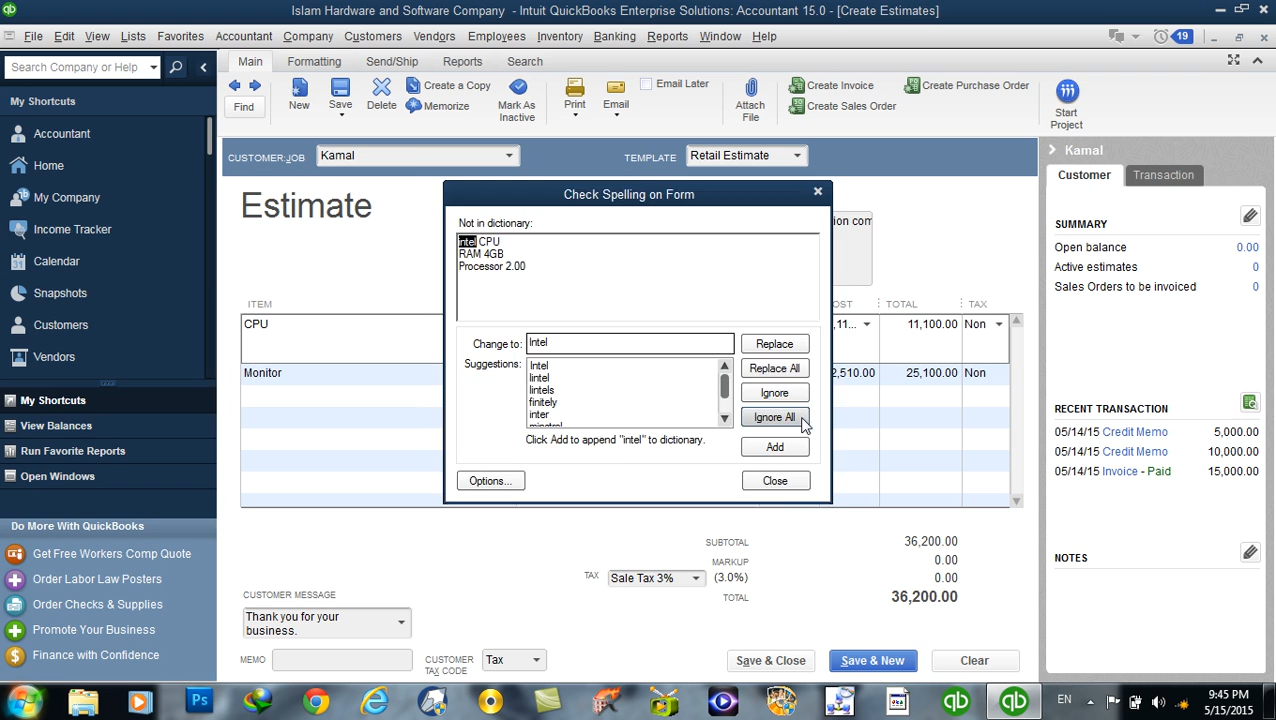 Islam Hardware and Software Company - Intuit QuickBooks Enterprise Solutions: Accountant 15.0 - [Create Estimates]
File Edit View Lists Favorites Accountant Company Customers Vendors Employees Inventory Banking Reports Window Help 19
Search Company or Help
Main Formatting Send/Ship Reports Search
Find New Save Delete Create a Copy Memorize Mark As Inactive Print Email Email Later Attach File Create Invoice Create Sales Order Create Purchase Order Start Project
My Shortcuts
Accountant
Home
My Company
Income Tracker
Calendar
Snapshots
Customers
Vendors
My Shortcuts
View Balances
Run Favorite Reports
Open Windows
Do More With QuickBooks
Get Free Workers Comp Quote
Order Labor Law Posters
Order Checks & Supplies
Promote Your Business
Finance with Confidence
CUSTOMER:JOB Kamal TEMPLATE Retail Estimate
Estimate
ion com
ITEM OST TOTAL TAX
CPU ,11... 11,100.00 Non
Monitor 2,510.00 25,100.00 Non
Check Spelling on Form
Not in dictionary:
intel CPU
RAM 4GB
Processor 2.00
Change to: Intel Replace
Suggestions: Intel Replace All
lintel
lintels Ignore
finitely
inter Ignore All
Click Add to append "intel" to dictionary. Add
Options... Close
SUBTOTAL 36,200.00
MARKUP 0.00
TAX Sale Tax 3% (3.0%) 0.00
TOTAL 36,200.00
CUSTOMER MESSAGE
Thank you for your
business.
MEMO CUSTOMER TAX CODE Tax Save & Close Save & New Clear
Kamal
Customer Transaction
SUMMARY
Open balance 0.00
Active estimates 0
Sales Orders to be invoiced 0
RECENT TRANSACTION
05/14/15 Credit Memo 5,000.00
05/14/15 Credit Memo 10,000.00
05/14/15 Invoice - Paid 15,000.00
NOTES
Ps qb qb EN 9:45 PM
5/15/2015